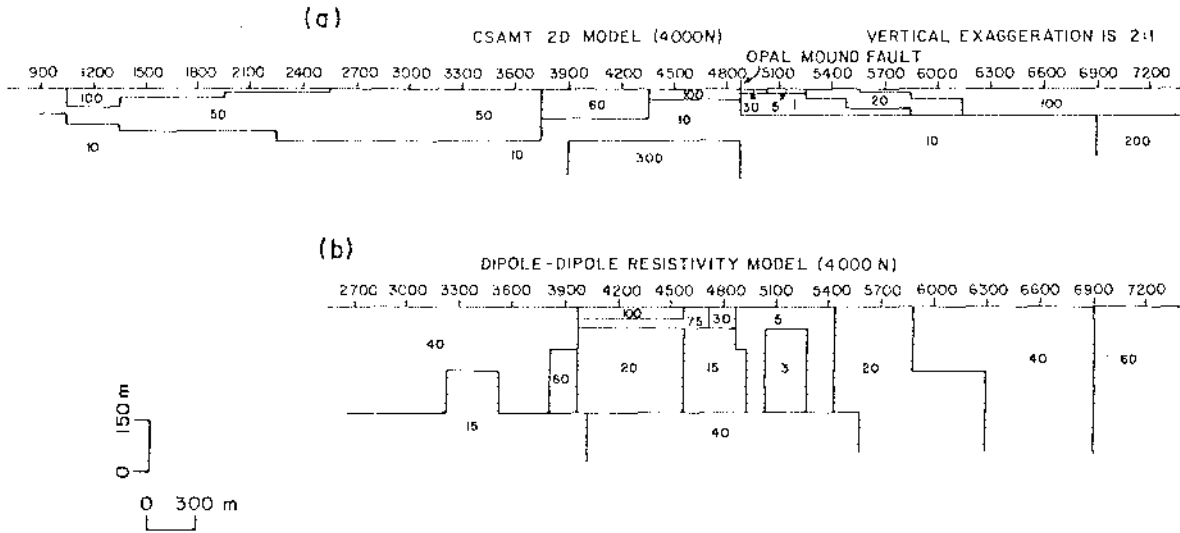 (a)
CSAMT 2D MODEL (4000N)
VERTICAL EXAGGERATION IS 2:1
OPAL MOUND FAULT
900 1200 1500 1800 2100 2400 2700 3000 3300 3600 3900 4200 4500 4800 5100 5400 5700 6000 6300 6600 6900 7200
100 50 50 60 100 10 30 5 1 20 100
10 10 300 10 200
(b)
DIPOLE-DIPOLE RESISTIVITY MODEL (4000N)
2700 3000 3300 3600 3900 4200 4500 4800 5100 5400 5700 6000 6300 6600 6900 7200
100 75 30 5
40 60 20 15 3 20 40 60
15 40
150 m
0
0 300 m